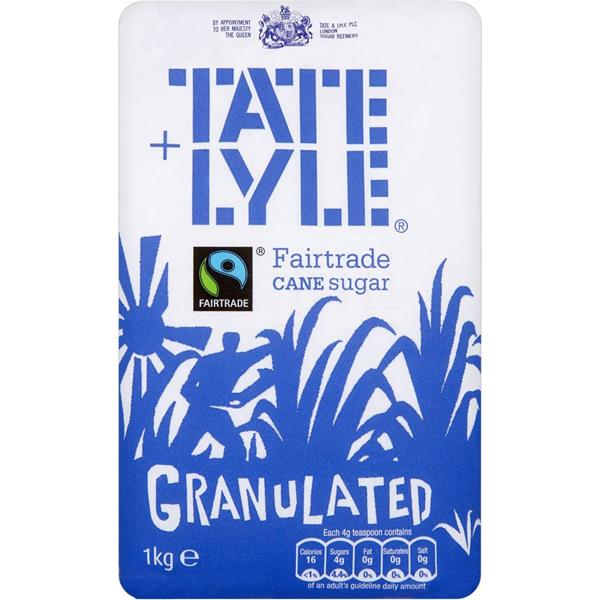 BY APPOINTMENT
TO HER MAJESTY
THE QUEEN
TATE & LYLE PLC
LONDON
SUGAR REFINERS
TATE
+ LYLE ®
FAIRTRADE ®
Fairtrade
CANE sugar
GRANULATED
1kg ℮
Each 4g teaspoon contains
Calories Sugars Fat Saturates Salt
16 4g 0g 0g 0g
<1% 4.4% 0% 0% 0%
of an adult's guideline daily amount